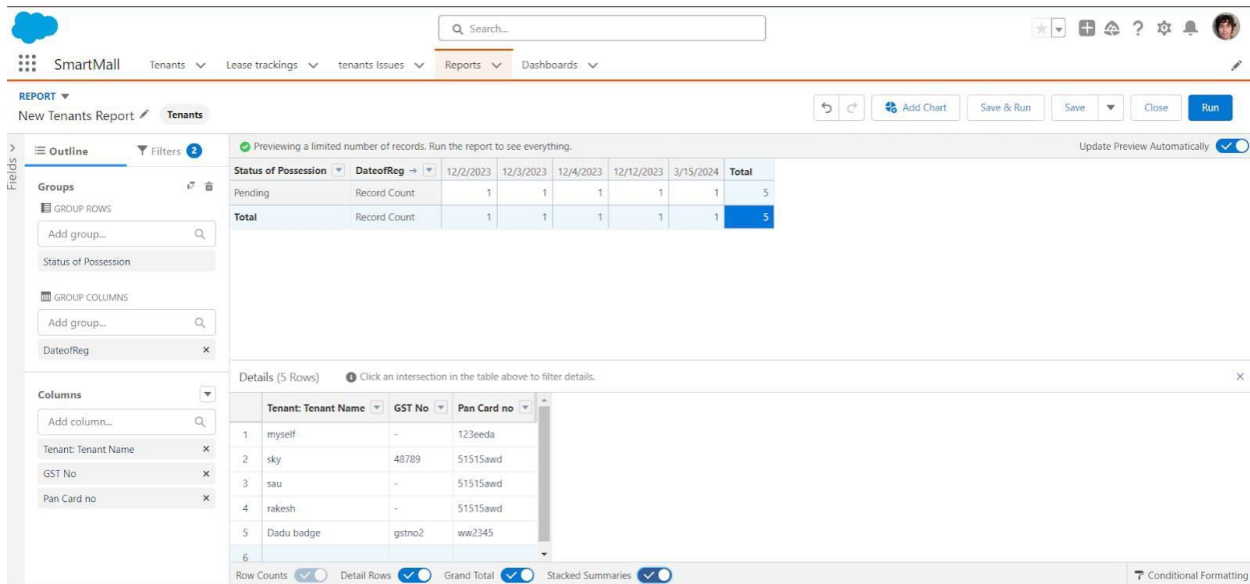 Search...
SmartMall Tenants Lease trackings tenants Issues Reports Dashboards
REPORT
New Tenants Report Tenants
Add Chart Save & Run Save Close Run
Fields
Outline Filters 2
Previewing a limited number of records. Run the report to see everything. Update Preview Automatically
Groups
GROUP ROWS
Add group...
Status of Possession
GROUP COLUMNS
Add group...
DateofReg
Columns
Add column...
Tenant: Tenant Name
GST No
Pan Card no
Status of Possession DateofReg → 12/2/2023 12/3/2023 12/4/2023 12/12/2023 3/15/2024 Total
Pending Record Count 1 1 1 1 1 5
Total Record Count 1 1 1 1 1 5
Details (5 Rows) Click an intersection in the table above to filter details.
Tenant: Tenant Name GST No Pan Card no
1 myself - 123eeda
2 sky 48789 51515awd
3 sau - 51515awd
4 rakesh - 51515awd
5 Dadu badge gstno2 ww2345
6
Row Counts Detail Rows Grand Total Stacked Summaries Conditional Formatting